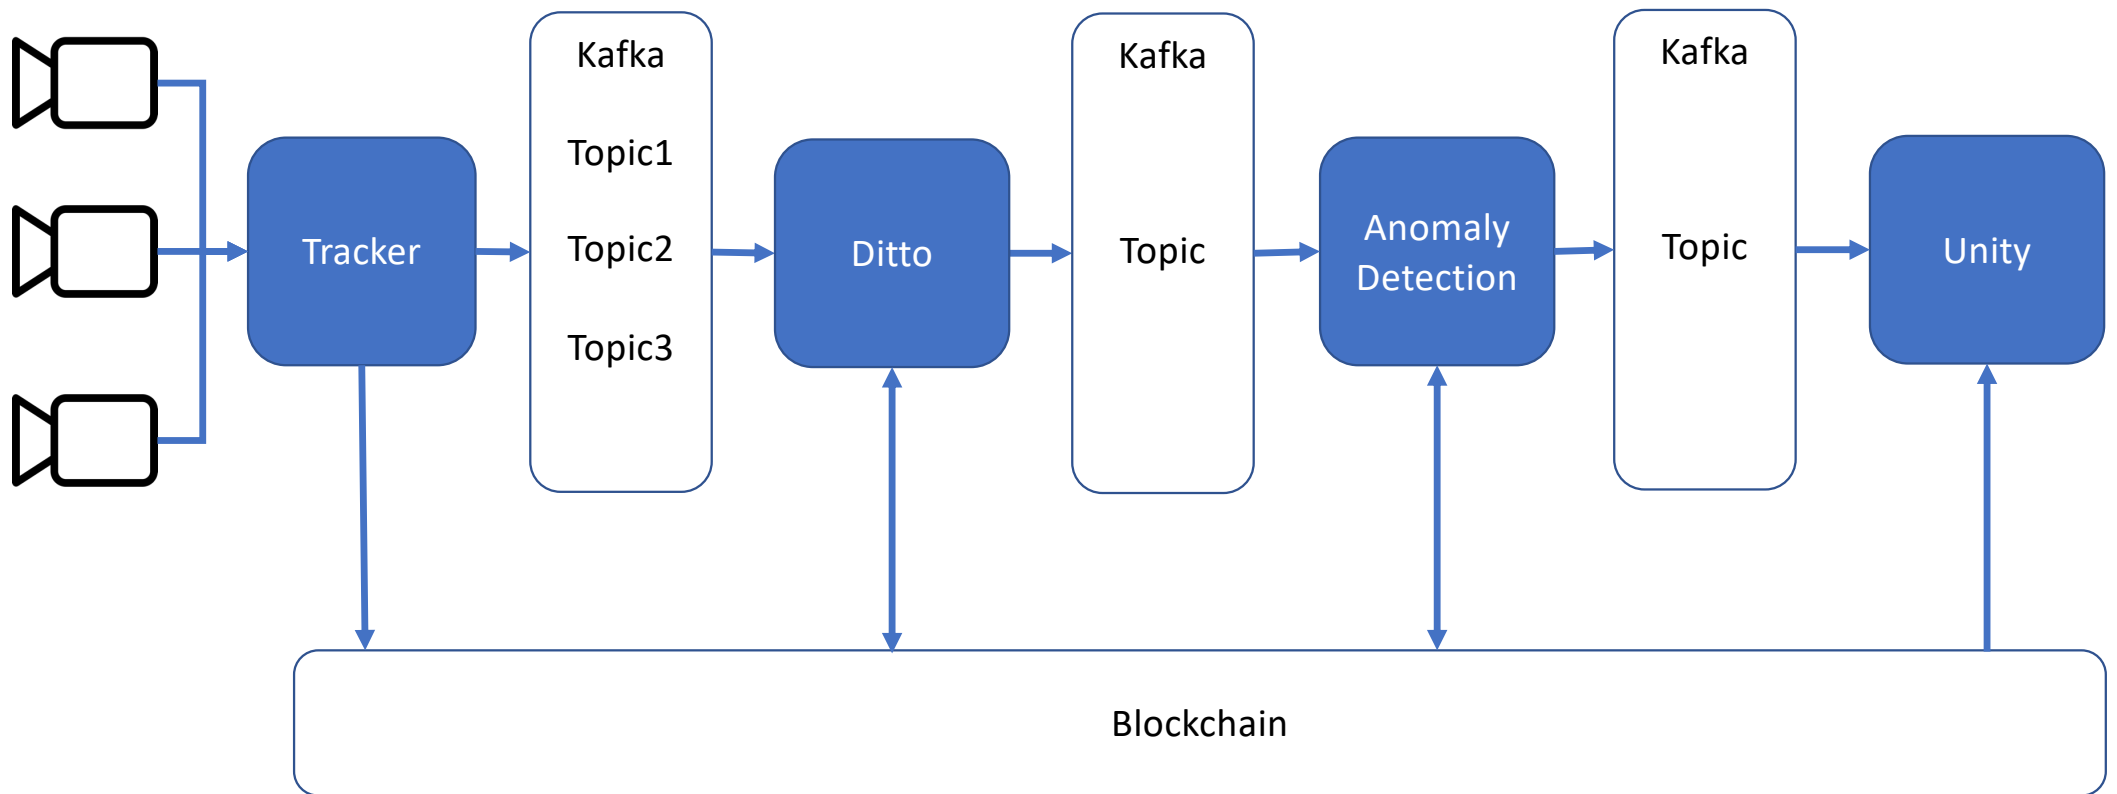 Kafka
Topic1
Topic2
Topic3
Kafka
Topic
Kafka
Topic
Tracker
Ditto
Anomaly
Detection
Unity
Blockchain